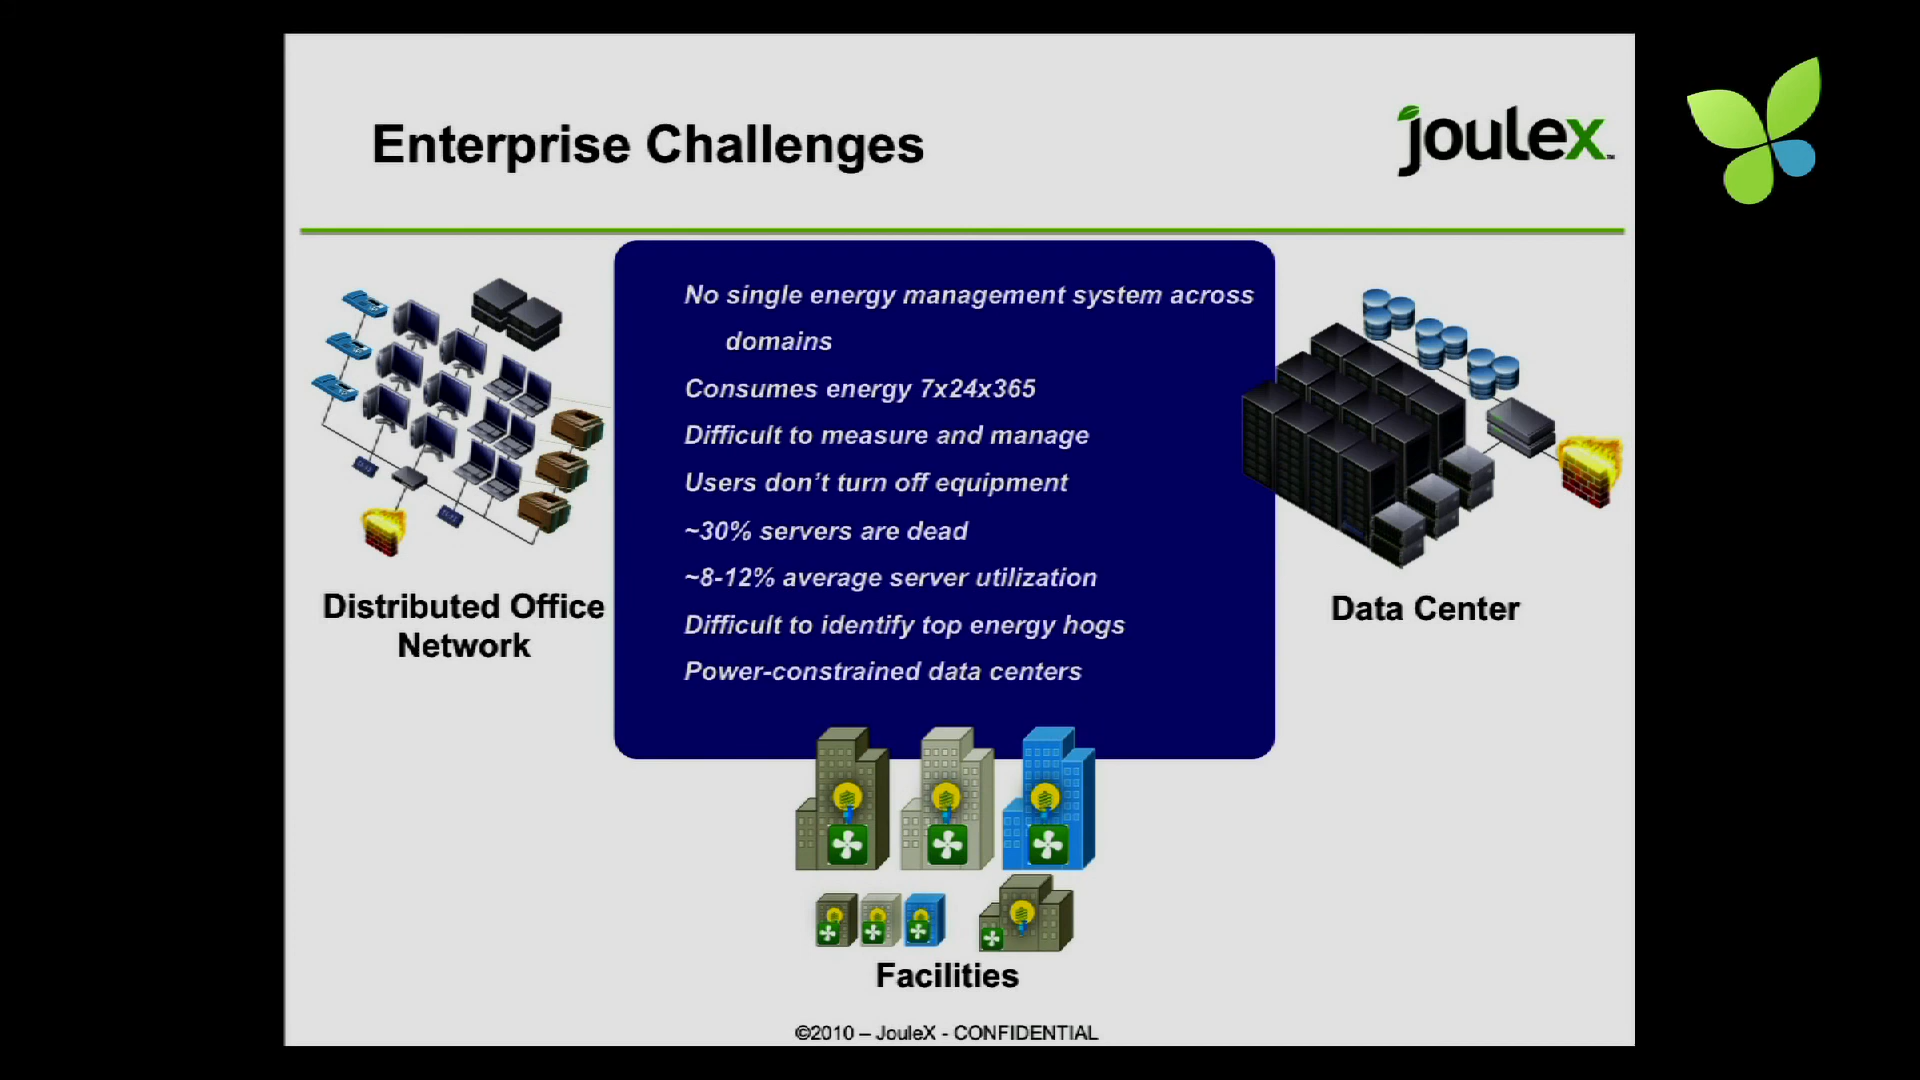 Enterprise Challenges
joulex™
No single energy management system across
domains
Consumes energy 7x24x365
Difficult to measure and manage
Users don’t turn off equipment
~30% servers are dead
~8-12% average server utilization
Difficult to identify top energy hogs
Power-constrained data centers
Distributed Office
Network
Data Center
Facilities
©2010 – JouleX - CONFIDENTIAL